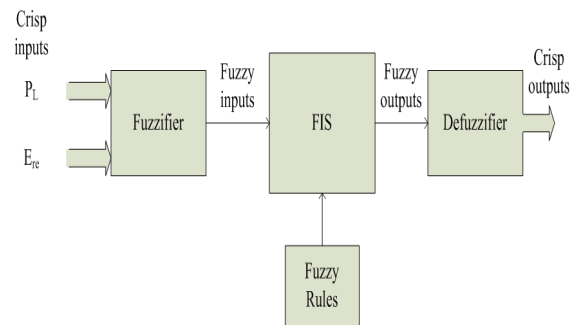 Crisp
inputs
P_L
E_re
Fuzzifier
Fuzzy
inputs
FIS
Fuzzy
outputs
Defuzzifier
Crisp
outputs
Fuzzy
Rules